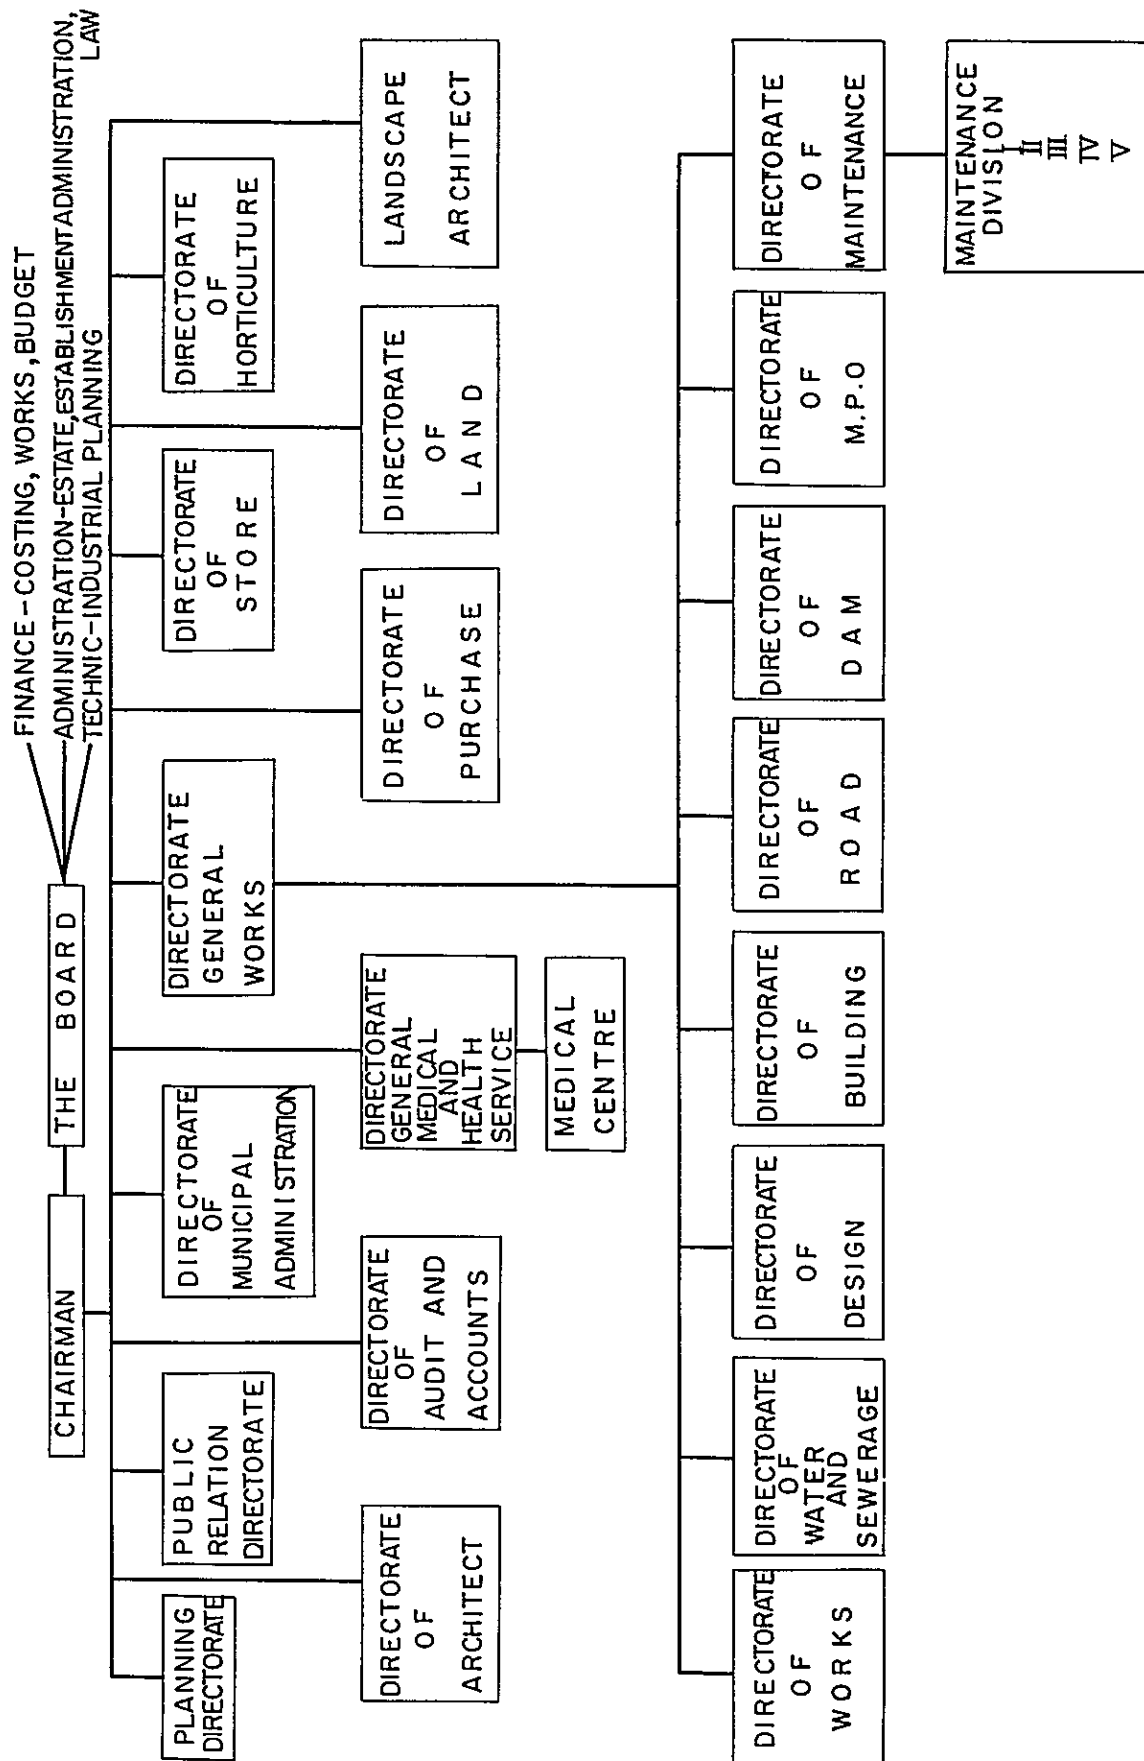 CHAIRMAN
THE BOARD
FINANCE-COSTING, WORKS, BUDGET
ADMINISTRATION-ESTATE, ESTABLISHMENT ADMINISTRATION,
LAW
TECHNIC-INDUSTRIAL PLANNING
PLANNING
DIRECTORATE
PUBLIC
RELATION
DIRECTORATE
DIRECTORATE
OF
MUNICIPAL
ADMINISTRATION
DIRECTORATE
GENERAL
WORKS
DIRECTORATE
OF
STORE
DIRECTORATE
OF
HORTICULTURE
DIRECTORATE
OF
ARCHITECT
DIRECTORATE
OF
AUDIT AND
ACCOUNTS
DIRECTORATE
GENERAL
MEDICAL
AND
HEALTH
SERVICE
MEDICAL
CENTRE
DIRECTORATE
OF
PURCHASE
DIRECTORATE
OF
LAND
LANDSCAPE
ARCHITECT
DIRECTORATE
OF
WORKS
DIRECTORATE
OF
WATER
AND
SEWERAGE
DIRECTORATE
OF
DESIGN
DIRECTORATE
OF
BUILDING
DIRECTORATE
OF
ROAD
DIRECTORATE
OF
DAM
DIRECTORATE
OF
M.P.O
DIRECTORATE
OF
MAINTENANCE
MAINTENANCE
DIVISION
I
II
III
IV
V